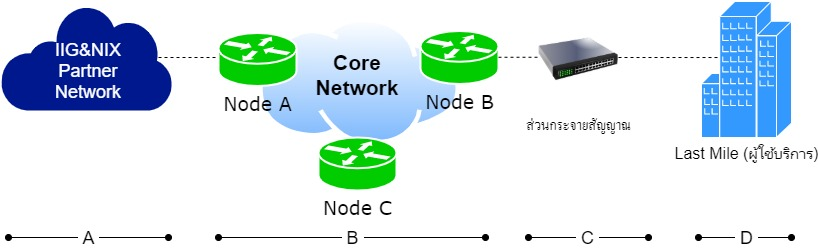 IIG&NIX
Partner
Network
Node A
Core
Network
Node B
Node C
ส่วนกระจายสัญญาณ
Last Mile (ผู้ใช้บริการ)
A
B
C
D